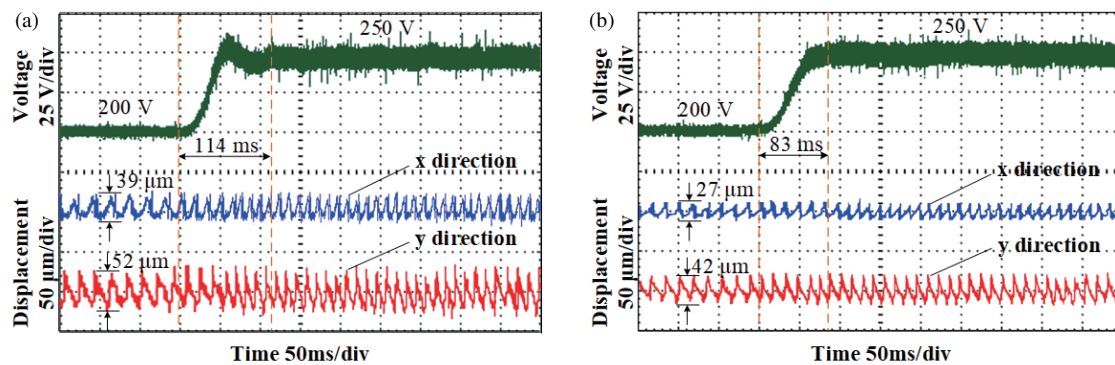 (a)
250 V
200 V
114 ms
39 µm
x direction
y direction
52 µm
Voltage
25 V/div
Displacement
50 µm/div
Time 50ms/div
(b)
250 V
200 V
83 ms
27 µm
x direction
y direction
42 µm
Voltage
25 V/div
Displacement
50 µm/div
Time 50ms/div